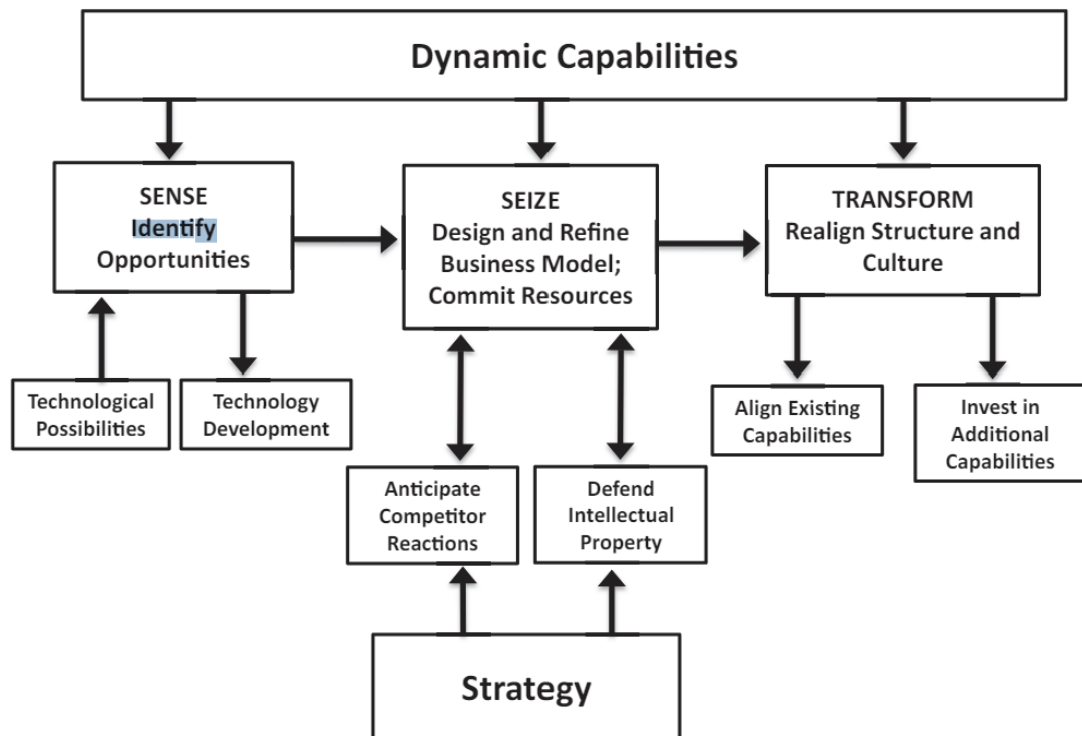 Dynamic Capabilities
SENSE
Identify
Opportunities
SEIZE
Design and Refine
Business Model;
Commit Resources
TRANSFORM
Realign Structure and
Culture
Technological
Possibilities
Technology
Development
Align Existing
Capabilities
Invest in
Additional
Capabilities
Anticipate
Competitor
Reactions
Defend
Intellectual
Property
Strategy